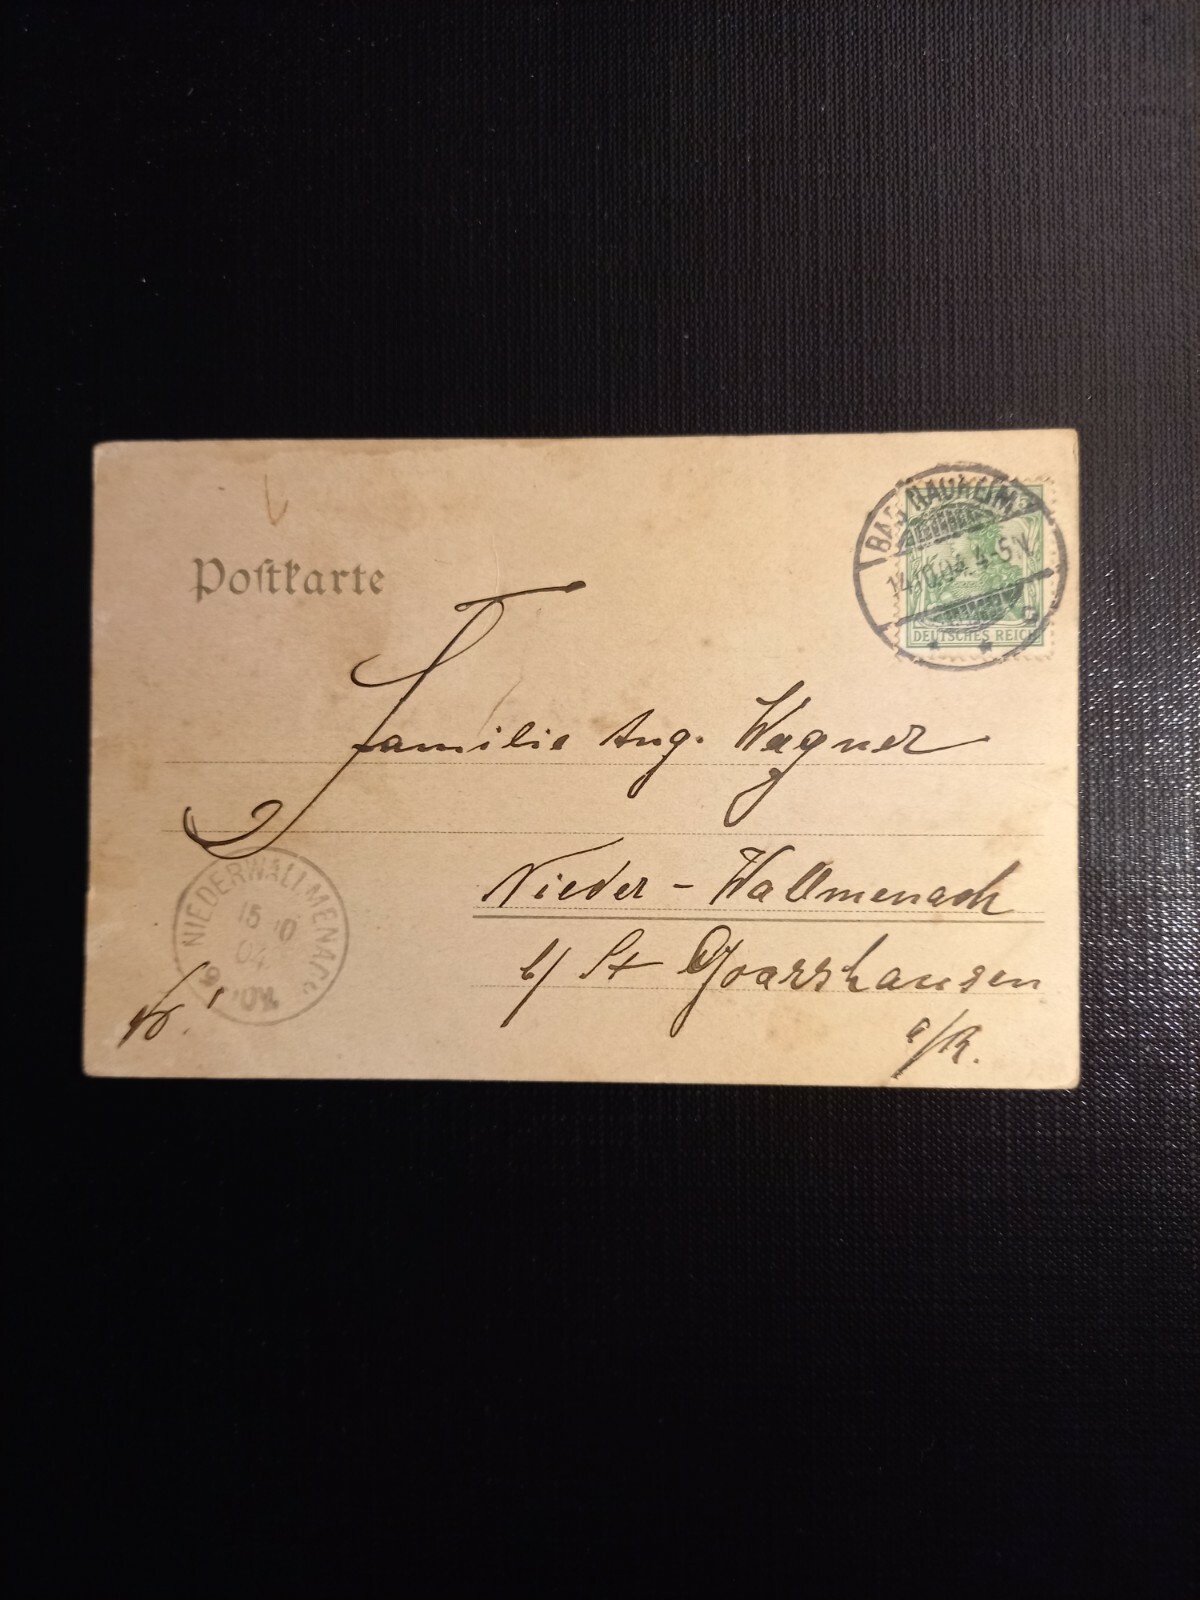 Postkarte
BAD NAUHEIM
14.10.04. 4-5 N.
C
DEUTSCHES REICH
Familie Aug. Wagner
Nieder-Wallmenach
b/ St Goarshausen
a/R.
NIEDERWALLMENACH
15 10
04